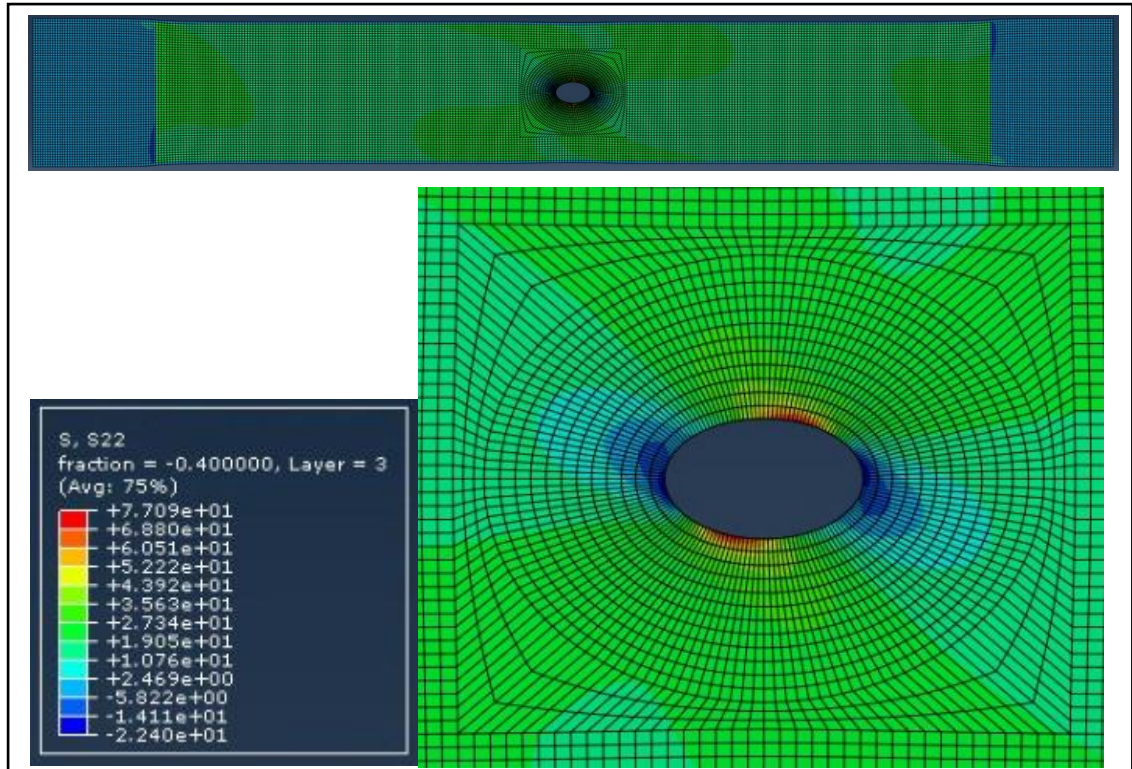 S, S22
fraction = -0.400000, Layer = 3
(Avg: 75%)
+7.709e+01
+6.880e+01
+6.051e+01
+5.222e+01
+4.392e+01
+3.563e+01
+2.734e+01
+1.905e+01
+1.076e+01
+2.469e+00
-5.822e+00
-1.411e+01
-2.240e+01